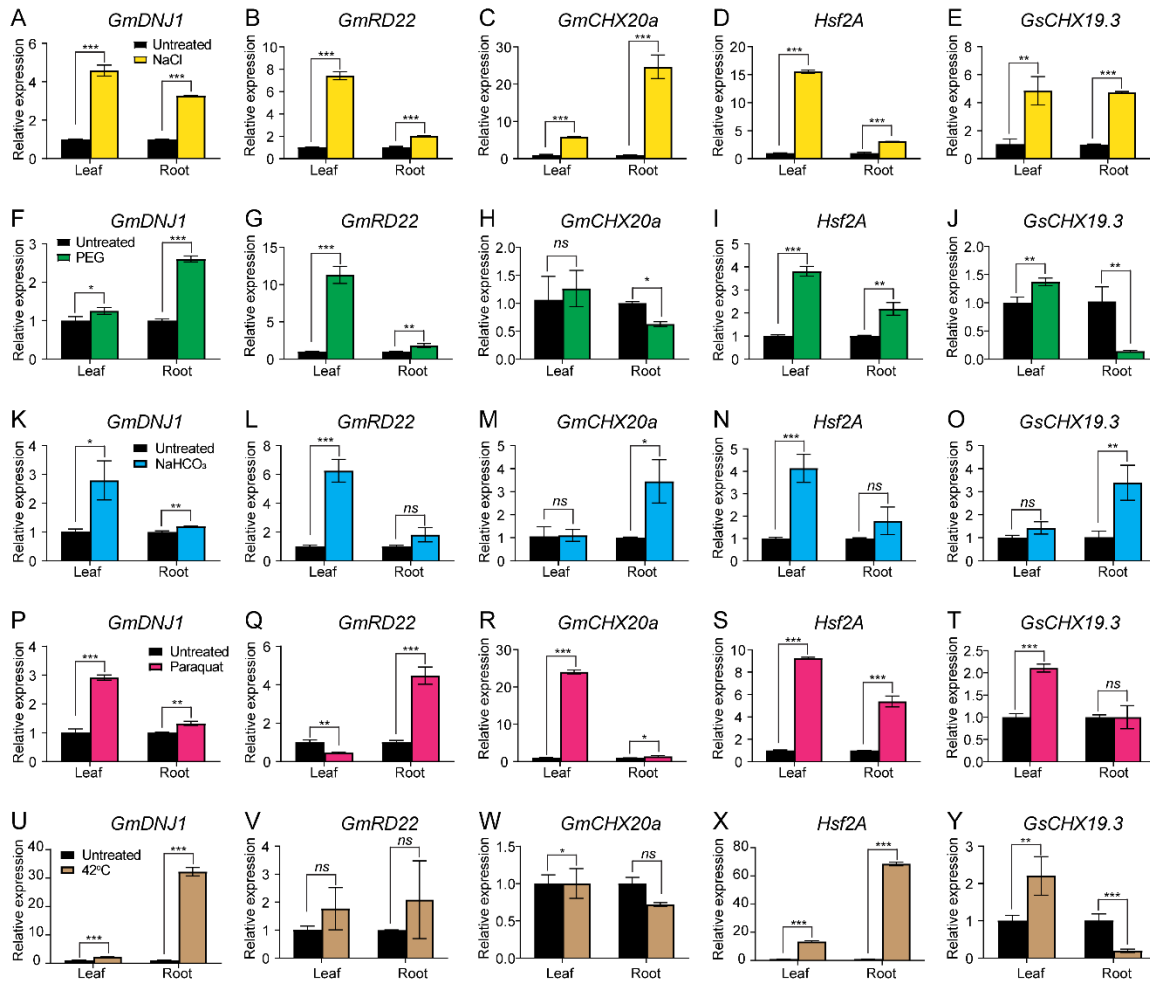 A GmDNJ1
Relative expression
6
4
2
0
***
***
Untreated
NaCl
Leaf Root
B GmRD22
Relative expression
10
8
6
4
2
0
***
***
Leaf Root
C GmCHX20a
Relative expression
30
20
10
0
***
***
Leaf Root
D Hsf2A
Relative expression
20
15
10
5
0
***
***
Leaf Root
E GsCHX19.3
Relative expression
8
6
4
2
0
**
***
Leaf Root
F GmDNJ1
Relative expression
3
2
1
0
*
***
Untreated
PEG
Leaf Root
G GmRD22
Relative expression
15
10
5
0
***
**
Leaf Root
H GmCHX20a
Relative expression
2.0
1.5
1.0
0.5
0.0
ns
*
Leaf Root
I Hsf2A
Relative expression
5
4
3
2
1
0
***
**
Leaf Root
J GsCHX19.3
Relative expression
2.0
1.5
1.0
0.5
0.0
**
**
Leaf Root
K GmDNJ1
Relative expression
4
3
2
1
0
*
**
Untreated
NaHCO₃
Leaf Root
L GmRD22
Relative expression
8
6
4
2
0
***
ns
Leaf Root
M GmCHX20a
Relative expression
5
4
3
2
1
0
ns
*
Leaf Root
N Hsf2A
Relative expression
6
5
4
3
2
1
0
***
ns
Leaf Root
O GsCHX19.3
Relative expression
5
4
3
2
1
0
ns
**
Leaf Root
P GmDNJ1
Relative expression
4
3
2
1
0
***
**
Untreated
Paraquat
Leaf Root
Q GmRD22
Relative expression
6
4
2
0
**
***
Leaf Root
R GmCHX20a
Relative expression
30
20
10
0
***
*
Leaf Root
S Hsf2A
Relative expression
10
8
6
4
2
0
***
***
Leaf Root
T GsCHX19.3
Relative expression
2.5
2.0
1.5
1.0
0.5
0.0
***
ns
Leaf Root
U GmDNJ1
Relative expression
40
30
20
10
0
***
***
Untreated
42°C
Leaf Root
V GmRD22
Relative expression
4
3
2
1
0
ns
ns
Leaf Root
W GmCHX20a
Relative expression
1.5
1.0
0.5
0.0
*
ns
Leaf Root
X Hsf2A
Relative expression
80
60
40
20
0
***
***
Leaf Root
Y GsCHX19.3
Relative expression
3
2
1
0
**
***
Leaf Root